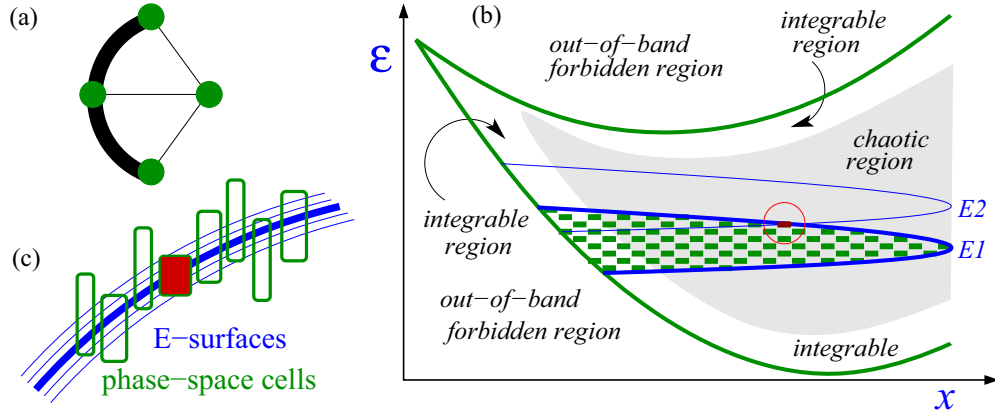 (a)
(b)
ε
out−of−band
forbidden region
integrable
region
chaotic
region
integrable
region
E2
E1
out−of−band
forbidden region
integrable
x
(c)
E−surfaces
phase−space cells